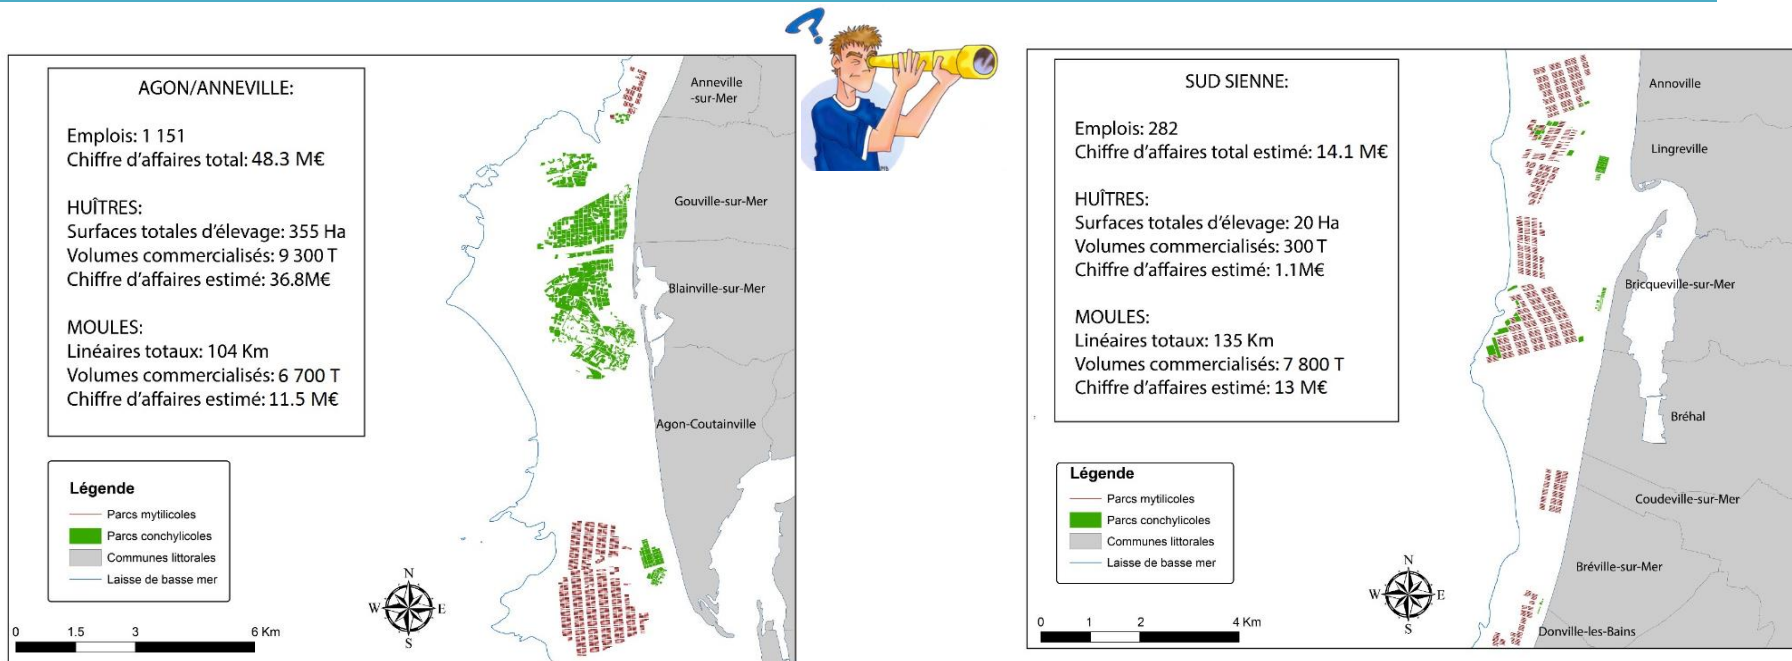 AGON/ANNEVILLE:
Emplois: 1 151
Chiffre d'affaires total: 48.3 M€
HUÎTRES:
Surfaces totales d'élevage: 355 Ha
Volumes commercialisés: 9 300 T
Chiffre d'affaires estimé: 36.8M€
MOULES:
Linéaires totaux: 104 Km
Volumes commercialisés: 6 700 T
Chiffre d'affaires estimé: 11.5 M€
Légende
Parcs mytilicoles
Parcs conchylicoles
Communes littorales
Laisse de basse mer
0 1.5 3 6 Km
N
W E
S
Anneville
-sur-Mer
Gouville-sur-Mer
Blainville-sur-Mer
Agon-Coutainville
?
SUD SIENNE:
Emplois: 282
Chiffre d'affaires total estimé: 14.1 M€
HUÎTRES:
Surfaces totales d'élevage: 20 Ha
Volumes commercialisés: 300 T
Chiffre d'affaires estimé: 1.1M€
MOULES:
Linéaires totaux: 135 Km
Volumes commercialisés: 7 800 T
Chiffre d'affaires estimé: 13 M€
Légende
Parcs mytilicoles
Parcs conchylicoles
Communes littorales
Laisse de basse mer
0 1 2 4 Km
N
W E
S
Annoville
Lingreville
Bricqueville-sur-Mer
Bréhal
Coudeville-sur-Mer
Bréville-sur-Mer
Donville-les-Bains